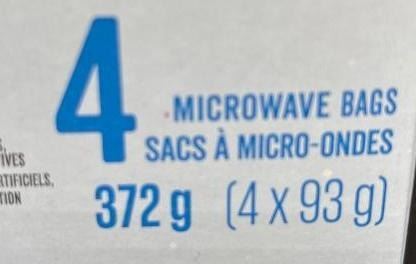 4
MICROWAVE BAGS
SACS À MICRO-ONDES
372 g (4 x 93 g)